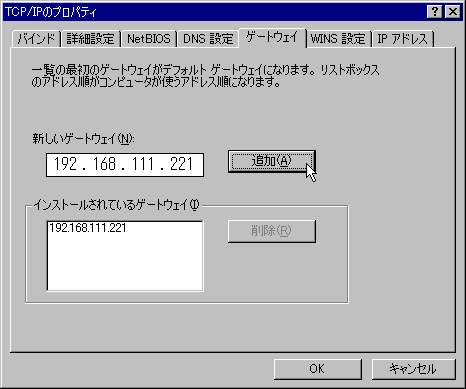 TCP/IPのプロパティ
バインド 詳細設定 NetBIOS DNS 設定 ゲートウェイ WINS 設定 IP アドレス
一覧の最初のゲートウェイがデフォルト ゲートウェイになります。 リストボックス
のアドレス順がコンピュータが使うアドレス順になります。
新しいゲートウェイ(N):
192 . 168 . 111 . 221 追加(A)
インストールされているゲートウェイ(I)
192.168.111.221 削除(R)
OK キャンセル